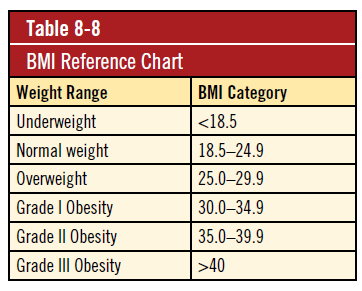 Table 8-8
BMI Reference Chart
Weight Range BMI Category
Underweight <18.5
Normal weight 18.5–24.9
Overweight 25.0–29.9
Grade I Obesity 30.0–34.9
Grade II Obesity 35.0–39.9
Grade III Obesity >40